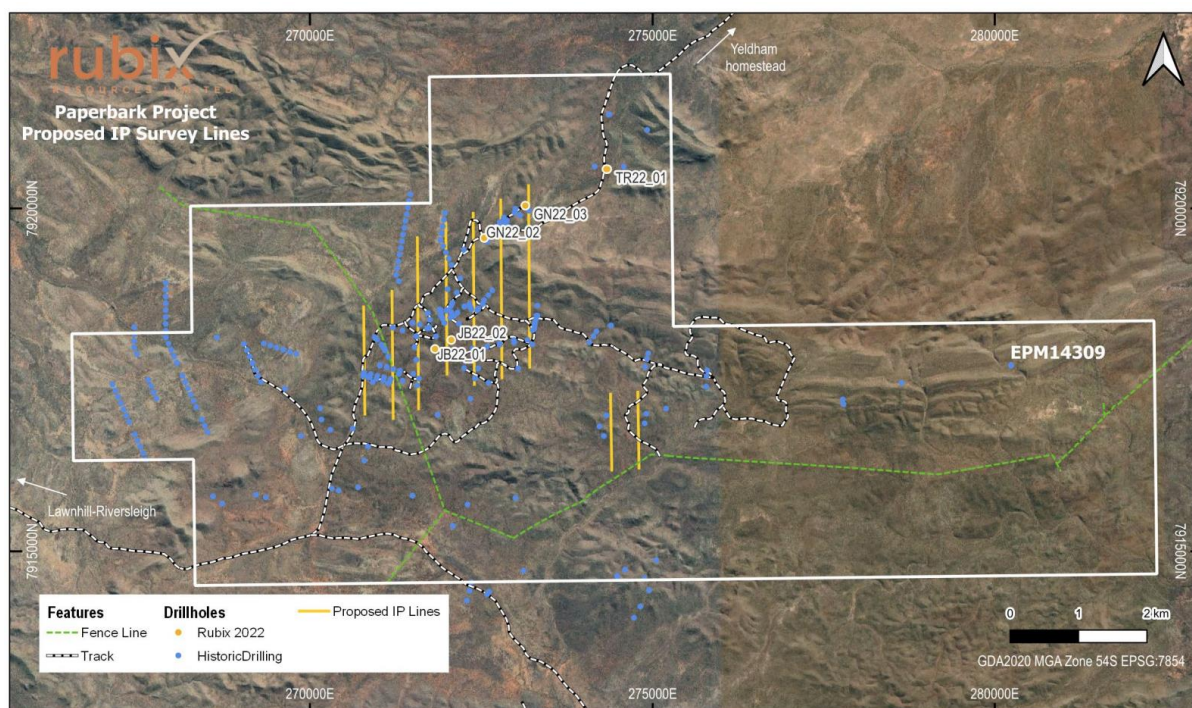 270000E
275000E
280000E
rubix
RESOURCES LIMITED
Paperbark Project
Proposed IP Survey Lines
Yeldham
homestead
TR22_01
7920000N
7920000N
GN22_03
GN22_02
JB22_02
JB22_01
EPM14309
Lawnhill-Riversleigh
7915000N
7915000N
Features
Drillholes
Proposed IP Lines
Fence Line
Rubix 2022
Track
HistoricDrilling
0 1 2 km
GDA2020 MGA Zone 54S EPSG:7854
270000E
275000E
280000E